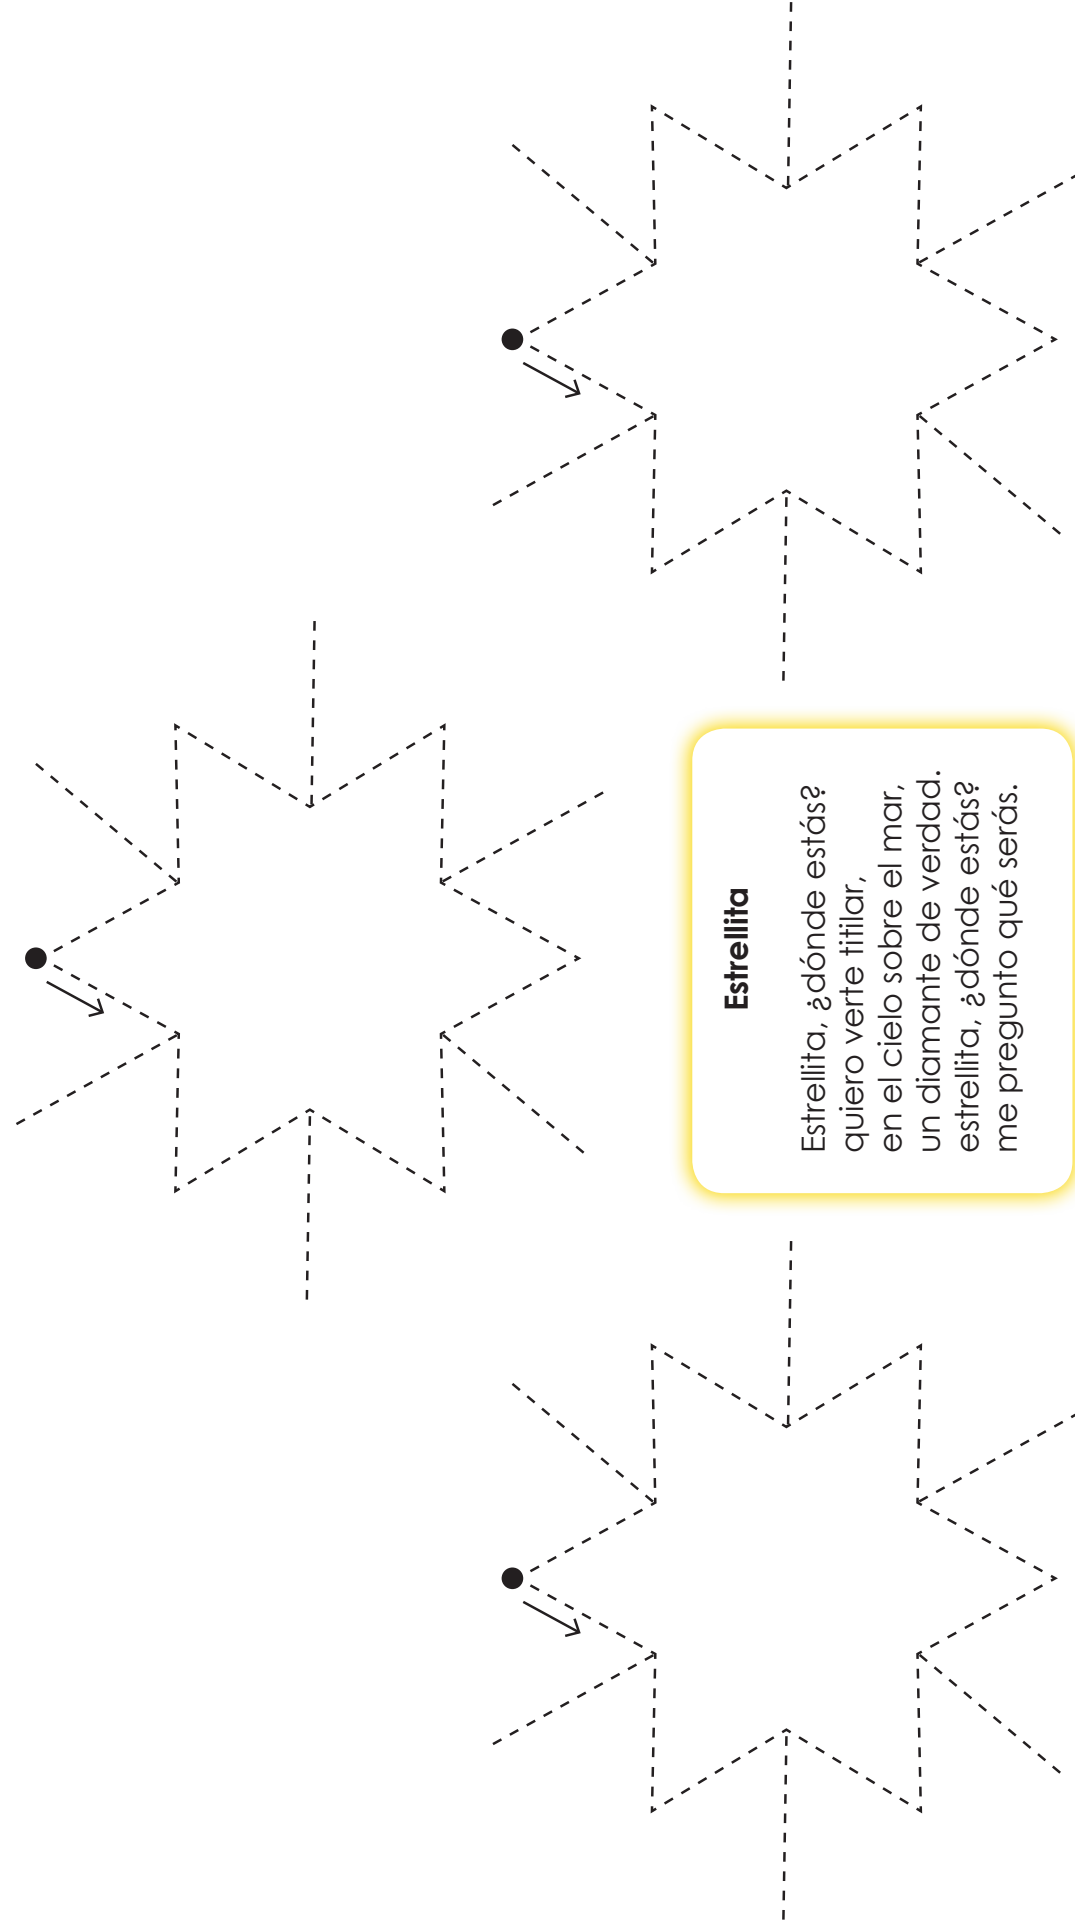 Estrellita
Estrellita, ¿dónde estás?
quiero verte titilar,
en el cielo sobre el mar,
un diamante de verdad.
estrellita, ¿dónde estás?
me pregunto qué serás.